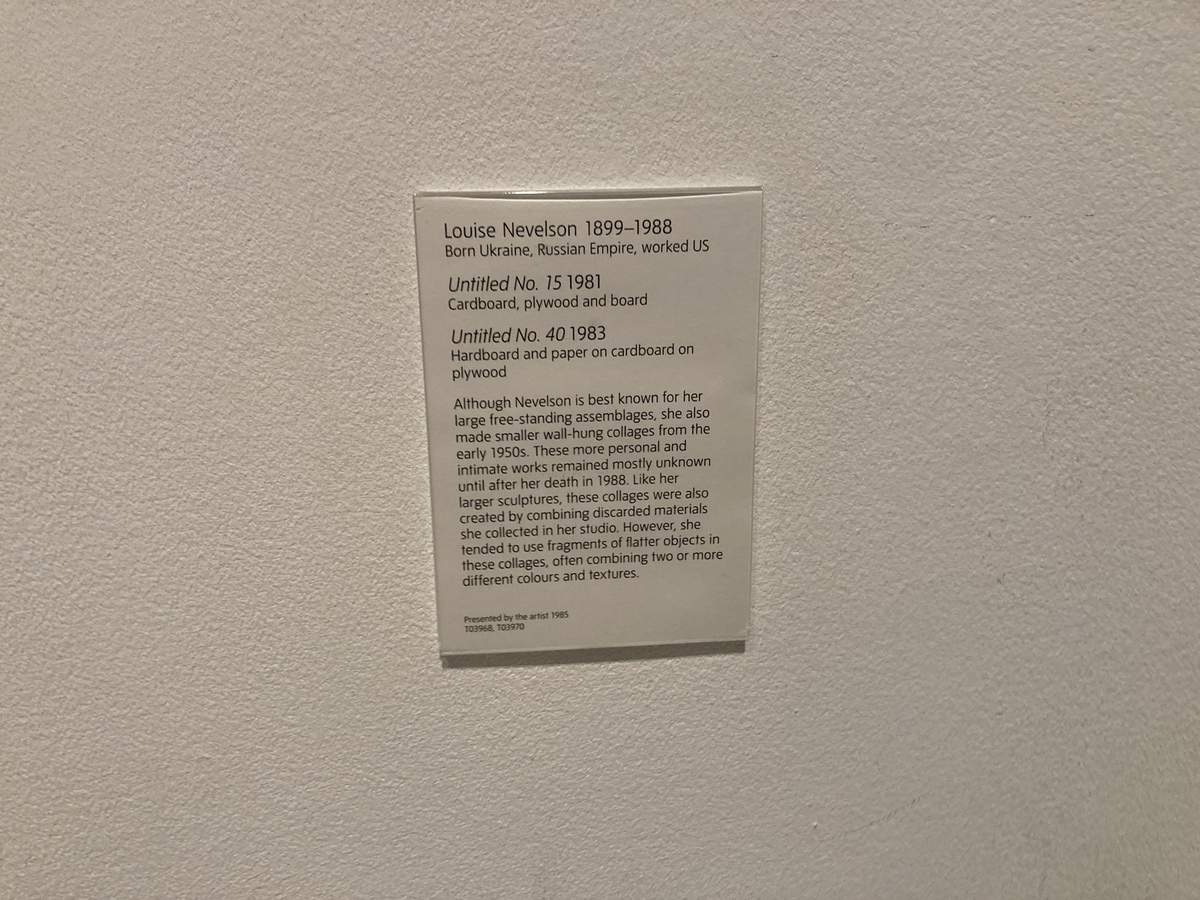 Louise Nevelson 1899–1988
Born Ukraine, Russian Empire, worked US
Untitled No. 15 1981
Cardboard, plywood and board
Untitled No. 40 1983
Hardboard and paper on cardboard on
plywood
Although Nevelson is best known for her
large free-standing assemblages, she also
made smaller wall-hung collages from the
early 1950s. These more personal and
intimate works remained mostly unknown
until after her death in 1988. Like her
larger sculptures, these collages were also
created by combining discarded materials
she collected in her studio. However, she
tended to use fragments of flatter objects in
these collages, often combining two or more
different colours and textures.
Presented by the artist 1985
T03968, T03970